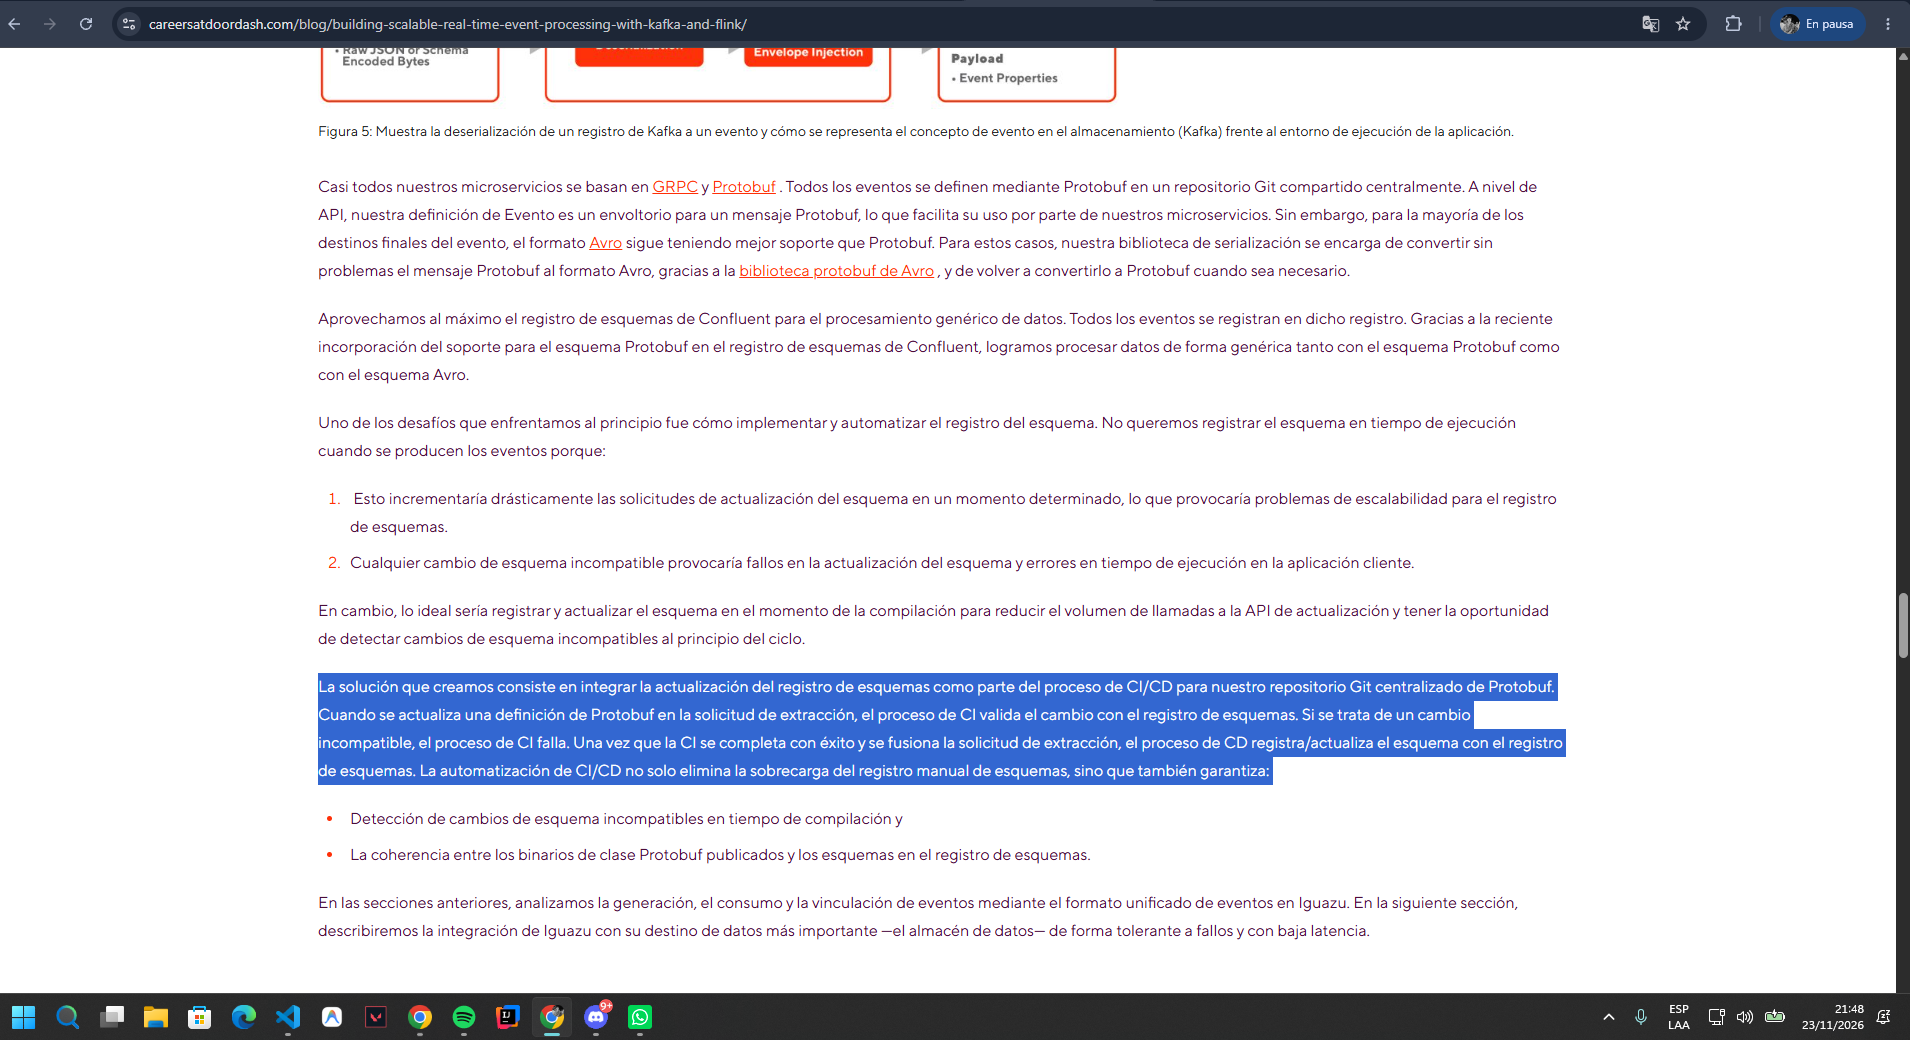 careersatdoordash.com/blog/building-scalable-real-time-event-processing-with-kafka-and-flink/
En pausa
• Raw JSON or Schema
Encoded Bytes
Envelope Injection
Payload
• Event Properties
Figura 5: Muestra la deserialización de un registro de Kafka a un evento y cómo se representa el concepto de evento en el almacenamiento (Kafka) frente al entorno de ejecución de la aplicación.
Casi todos nuestros microservicios se basan en GRPC y Protobuf . Todos los eventos se definen mediante Protobuf en un repositorio Git compartido centralmente. A nivel de
API, nuestra definición de Evento es un envoltorio para un mensaje Protobuf, lo que facilita su uso por parte de nuestros microservicios. Sin embargo, para la mayoría de los
destinos finales del evento, el formato Avro sigue teniendo mejor soporte que Protobuf. Para estos casos, nuestra biblioteca de serialización se encarga de convertir sin
problemas el mensaje Protobuf al formato Avro, gracias a la biblioteca protobuf de Avro , y de volver a convertirlo a Protobuf cuando sea necesario.
Aprovechamos al máximo el registro de esquemas de Confluent para el procesamiento genérico de datos. Todos los eventos se registran en dicho registro. Gracias a la reciente
incorporación del soporte para el esquema Protobuf en el registro de esquemas de Confluent, logramos procesar datos de forma genérica tanto con el esquema Protobuf como
con el esquema Avro.
Uno de los desafíos que enfrentamos al principio fue cómo implementar y automatizar el registro del esquema. No queremos registrar el esquema en tiempo de ejecución
cuando se producen los eventos porque:
1. Esto incrementaría drásticamente las solicitudes de actualización del esquema en un momento determinado, lo que provocaría problemas de escalabilidad para el registro
de esquemas.
2. Cualquier cambio de esquema incompatible provocaría fallos en la actualización del esquema y errores en tiempo de ejecución en la aplicación cliente.
En cambio, lo ideal sería registrar y actualizar el esquema en el momento de la compilación para reducir el volumen de llamadas a la API de actualización y tener la oportunidad
de detectar cambios de esquema incompatibles al principio del ciclo.
La solución que creamos consiste en integrar la actualización del registro de esquemas como parte del proceso de CI/CD para nuestro repositorio Git centralizado de Protobuf.
Cuando se actualiza una definición de Protobuf en la solicitud de extracción, el proceso de CI valida el cambio con el registro de esquemas. Si se trata de un cambio
incompatible, el proceso de CI falla. Una vez que la CI se completa con éxito y se fusiona la solicitud de extracción, el proceso de CD registra/actualiza el esquema con el registro
de esquemas. La automatización de CI/CD no solo elimina la sobrecarga del registro manual de esquemas, sino que también garantiza:
• Detección de cambios de esquema incompatibles en tiempo de compilación y
• La coherencia entre los binarios de clase Protobuf publicados y los esquemas en el registro de esquemas.
En las secciones anteriores, analizamos la generación, el consumo y la vinculación de eventos mediante el formato unificado de eventos en Iguazu. En la siguiente sección,
describiremos la integración de Iguazu con su destino de datos más importante —el almacén de datos— de forma tolerante a fallos y con baja latencia.
9+
ESP
LAA
21:48
23/11/2026